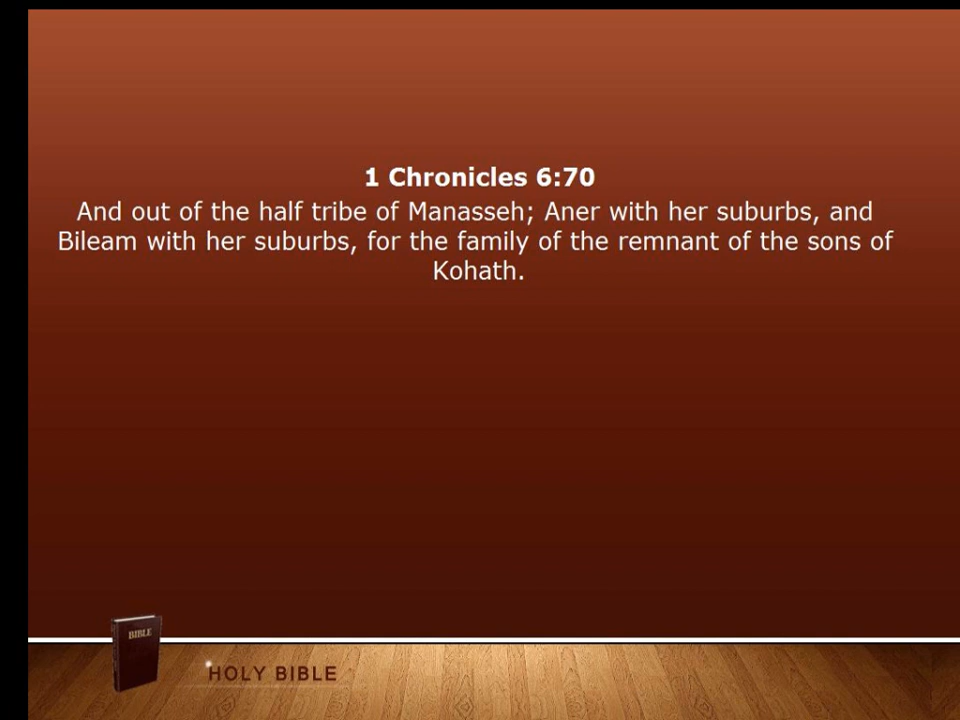 1 Chronicles 6:70
And out of the half tribe of Manasseh; Aner with her suburbs, and
Bileam with her suburbs, for the family of the remnant of the sons of
Kohath.
BIBLE
HOLY BIBLE